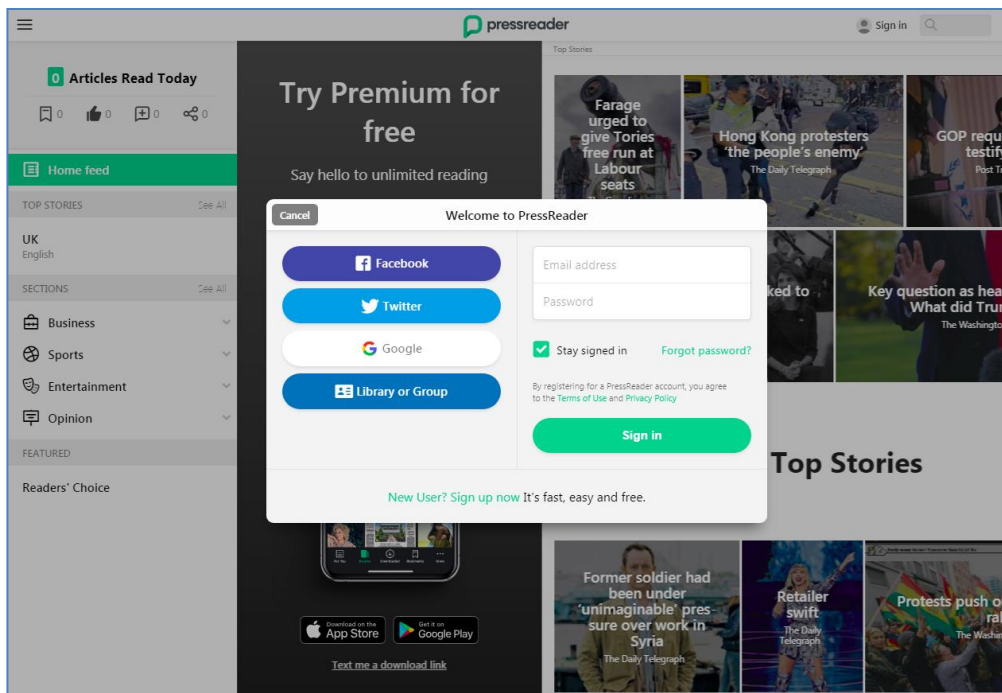 pressreader
Sign in
0 Articles Read Today
0
0
0
0
Home feed
TOP STORIES See All
UK
English
SECTIONS See All
Business
Sports
Entertainment
Opinion
FEATURED
Readers' Choice
Try Premium for
free
Say hello to unlimited reading
Cancel
Welcome to PressReader
Facebook
Twitter
Google
Library or Group
Email address
Password
Stay signed in Forgot password?
By registering for a PressReader account, you agree
to the Terms of Use and Privacy Policy
Sign in
New User? Sign up now It's fast, easy and free.
Download on the
App Store
Get it on
Google Play
Text me a download link
Top Stories
Farage
urged to
give Tories
free run at
Labour
seats
Hong Kong protesters
'the people's enemy'
The Daily Telegraph
GOP requ
testify
Post Tr
ked to
Key question as hea
What did Trum
The Washingto
Top Stories
Former soldier had
been under
'unimaginable' pres-
sure over work in
Syria
The Daily Telegraph
Retailer
swift
The Daily
Telegraph
Protests push o
ral
The Washin